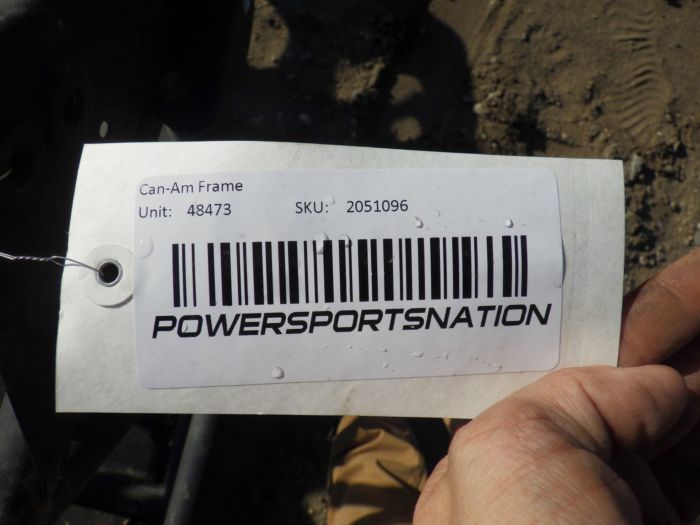 Can-Am Frame
Unit: 48473 SKU: 2051096
POWERSPORTSNATION